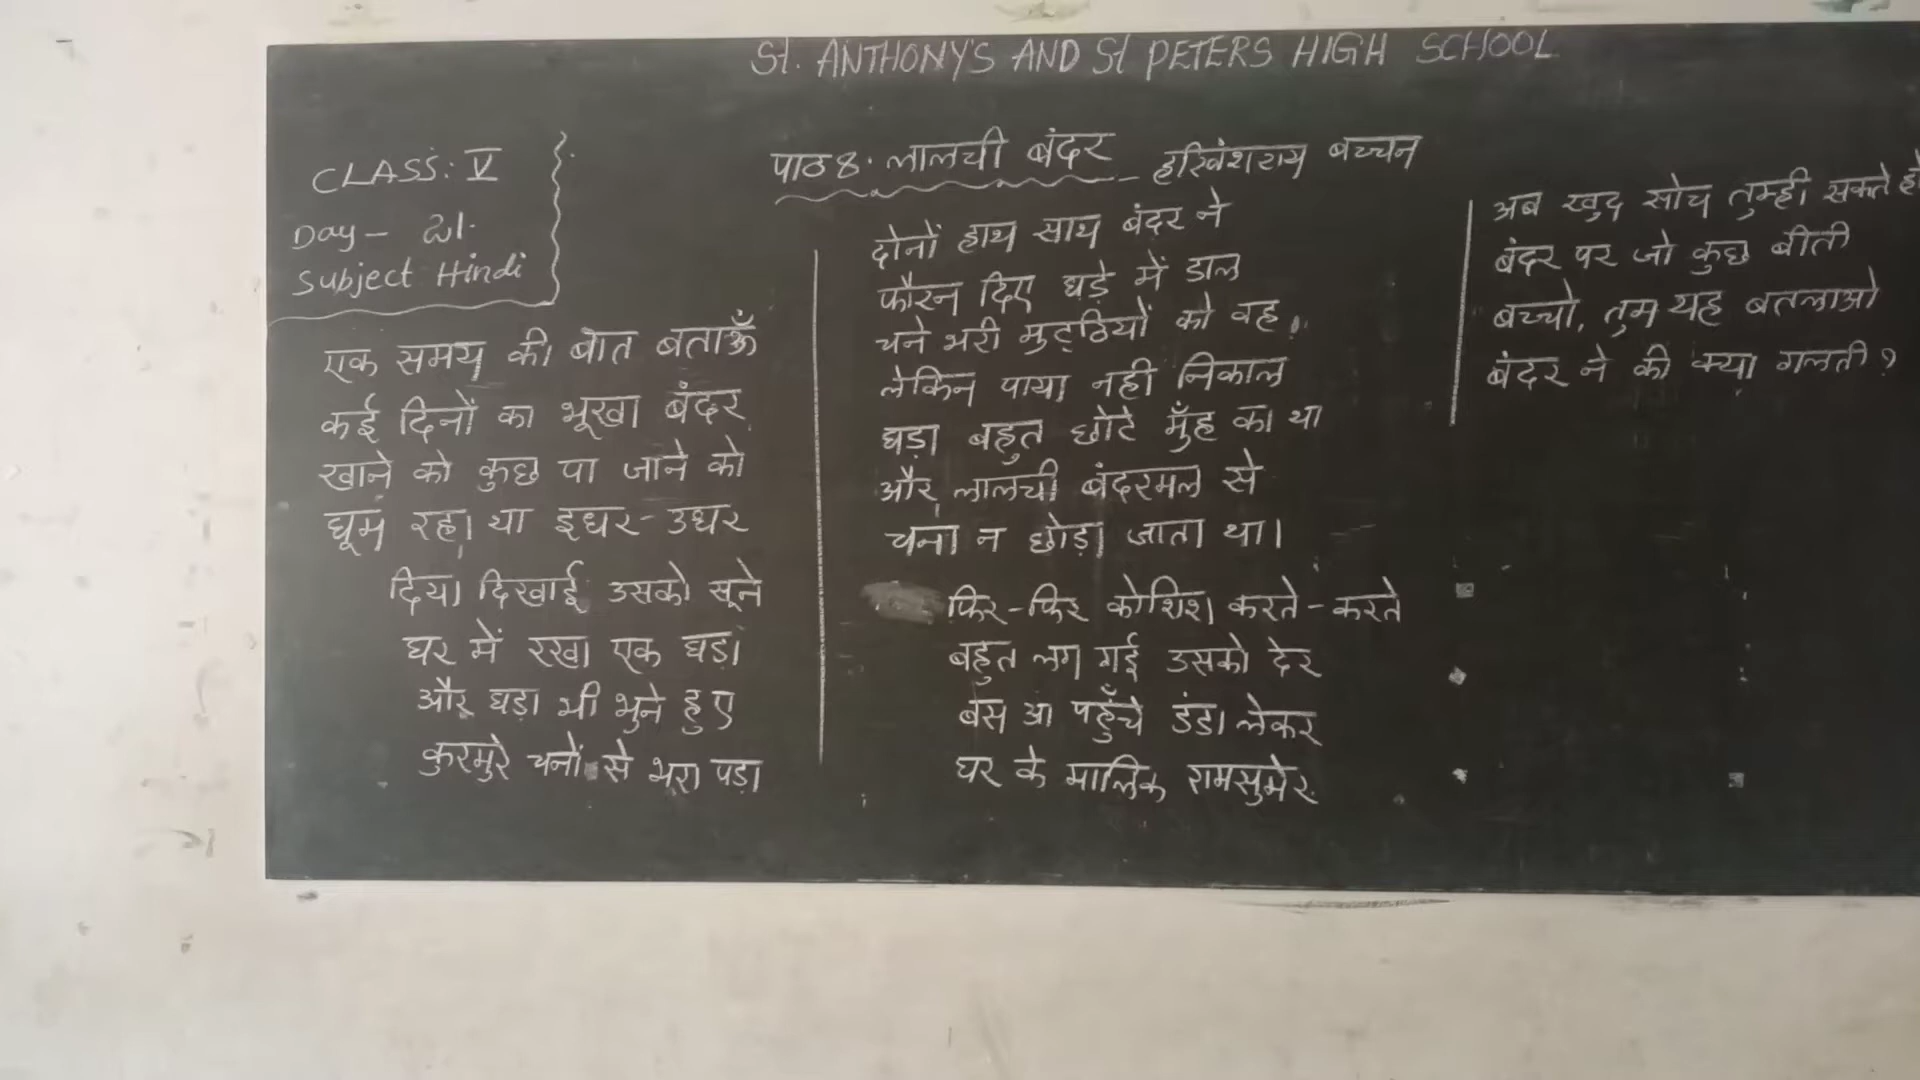 St. ANTHONY'S AND St PETERS HIGH SCHOOL
CLASS: V
Day - 21.
Subject Hindi
पाठ 8. लालची बंदर - हरिवंशराय बच्चन
एक समय की बात बताऊँ
कई दिनों का भूखा बंदर
खाने को कुछ पा जाने को
घूम रहा था इधर-उधर
दिया दिखाई उसको सूने
घर में रखा एक घड़ा
और घड़ा भी भुने हुए
कुरमुरे चनों से भरा पड़ा
दोनों हाथ साथ बंदर ने
फौरन दिए घड़े में डाल
चने भरी मुट्ठियों को वह
लेकिन पाया नही निकाल
घड़ा बहुत छोटे मुँह का था
और लालची बंदरमल से
चना न छोड़ा जाता था।
फिर-फिर कोशिश करते-करते
बहुत लग गई उसको देर
बस आ पहुँचे डंडा लेकर
घर के मालिक रामसुमेर
अब खुद सोच तुम्ही सकते हो
बंदर पर जो कुछ बीती
बच्चो, तुम यह बतलाओ
बंदर ने की क्या गलती?